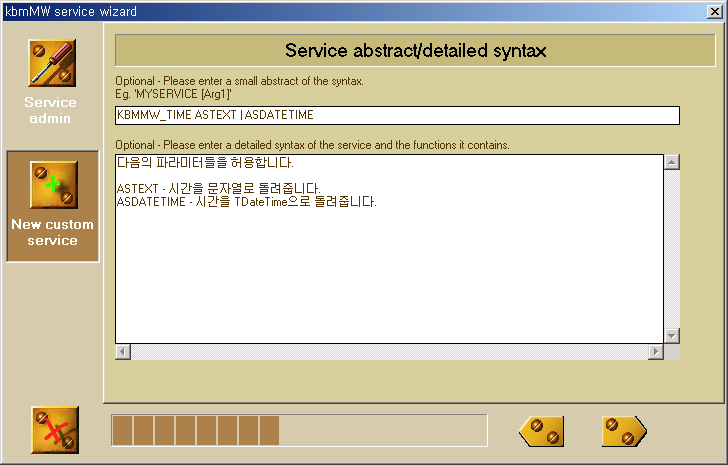 kbmMW service wizard
Service abstract/detailed syntax
Service
admin
Optional - Please enter a small abstract of the syntax.
Eg. 'MYSERVICE [Arg1]'
KBMMW_TIME ASTEXT | ASDATETIME
Optional - Please enter a detailed syntax of the service and the functions it contains.
다음의 파라미터들을 허용합니다.
ASTEXT - 시간을 문자열로 돌려줍니다.
ASDATETIME - 시간을 TDateTime으로 돌려줍니다.
New custom
service